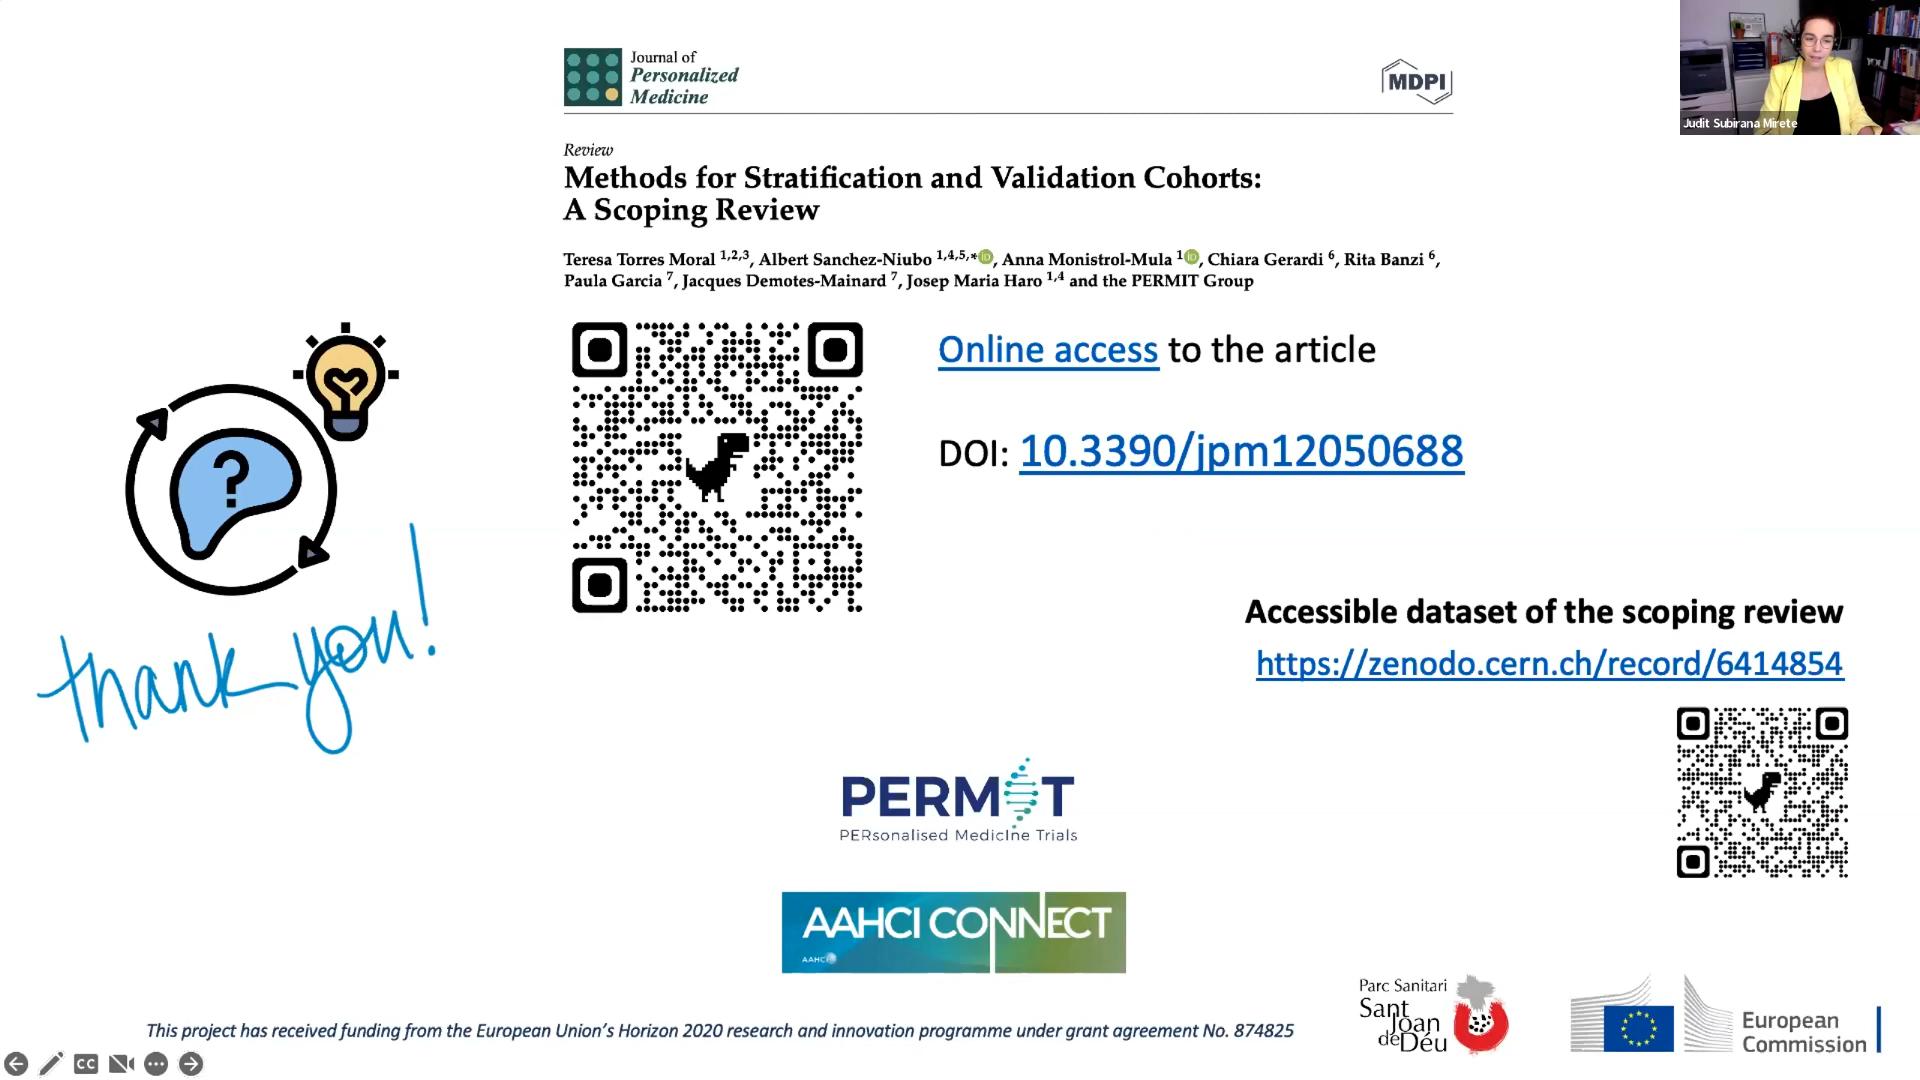 Journal of
Personalized
Medicine
MDPI
Judit Subirana Mirete
Review
Methods for Stratification and Validation Cohorts:
A Scoping Review
Teresa Torres Moral 1,2,3, Albert Sanchez-Niubo 1,4,5,*, Anna Monistrol-Mula 1, Chiara Gerardi 6, Rita Banzi 6,
Paula Garcia 7, Jacques Demotes-Mainard 7, Josep Maria Haro 1,4 and the PERMIT Group
Online access to the article
DOI: 10.3390/jpm12050688
?
thank you!
Accessible dataset of the scoping review
https://zenodo.cern.ch/record/6414854
PERMIT
PERsonalised MedicIne Trials
AAHCI CONNECT
AAHCI
Parc Sanitari
Sant
Joan
de Déu
European
Commission
This project has received funding from the European Union's Horizon 2020 research and innovation programme under grant agreement No. 874825
CC